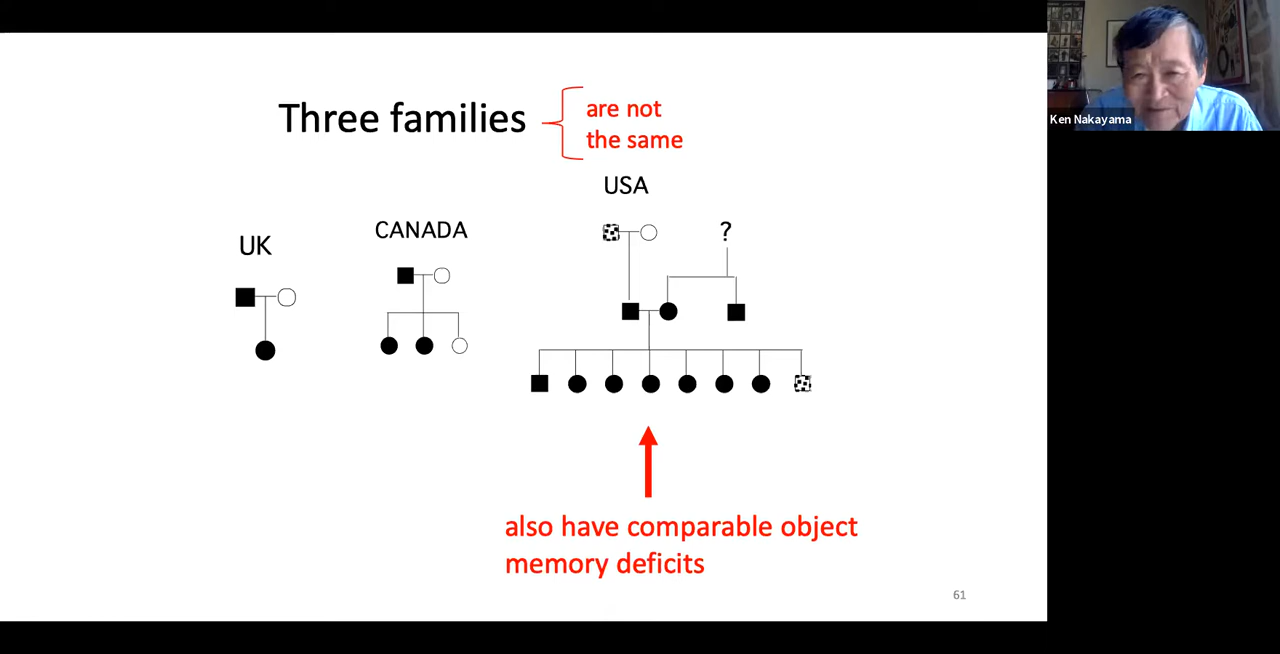 Three families
are not
the same
USA
CANADA
UK
?
also have comparable object
memory deficits
61
Ken Nakayama